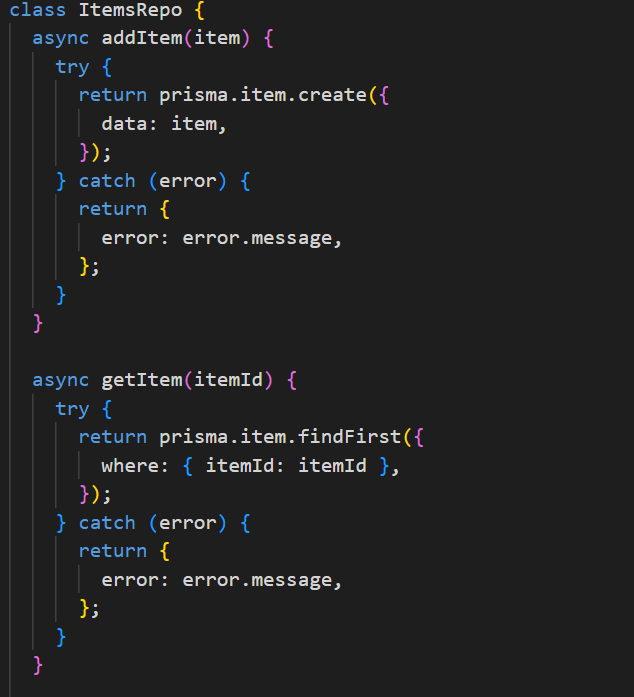 class ItemsRepo {
  async addItem(item) {
    try {
      return prisma.item.create({
        data: item,
      });
    } catch (error) {
      return {
        error: error.message,
      };
    }
  }

  async getItem(itemId) {
    try {
      return prisma.item.findFirst({
        where: { itemId: itemId },
      });
    } catch (error) {
      return {
        error: error.message,
      };
    }
  }